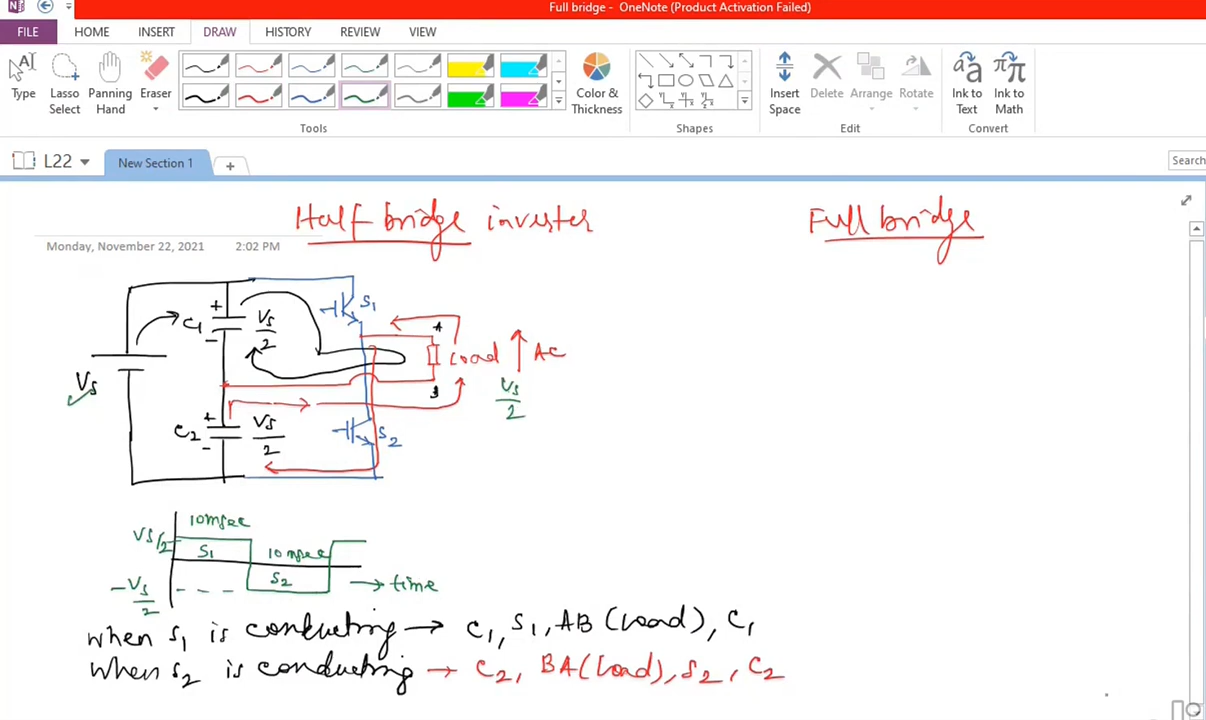 Full bridge - OneNote (Product Activation Failed)
FILE HOME INSERT DRAW HISTORY REVIEW VIEW
Type
Lasso Select
Panning Hand
Eraser
Color & Thickness
Insert Space
Delete
Arrange
Rotate
Ink to Text
Ink to Math
Tools
Shapes
Edit
Convert
L22
New Section 1
Search
Half bridge inverter
Full bridge
Monday, November 22, 2021 2:02 PM
+
C1
-
Vs/2
S1
A
Load
AC
Vs
B
Vs/2
+
C2
-
Vs/2
S2
10msec
Vs/2
S1
10msec
S2
-Vs/2
→ time
when S1 is conducting → C1, S1, AB (Load), C1
when S2 is conducting → C2, BA (Load), S2, C2